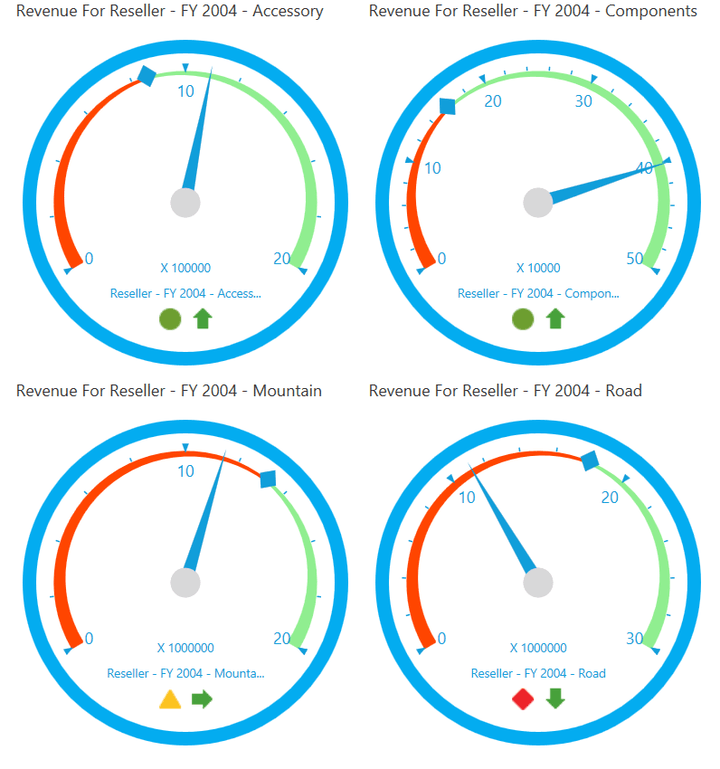 Revenue For Reseller - FY 2004 - Accessory
10
0
20
X 100000
Reseller - FY 2004 - Access...
Revenue For Reseller - FY 2004 - Components
20
30
10
40
0
50
X 10000
Reseller - FY 2004 - Compon...
Revenue For Reseller - FY 2004 - Mountain
10
0
20
X 1000000
Reseller - FY 2004 - Mounta...
Revenue For Reseller - FY 2004 - Road
10
20
0
30
X 1000000
Reseller - FY 2004 - Road